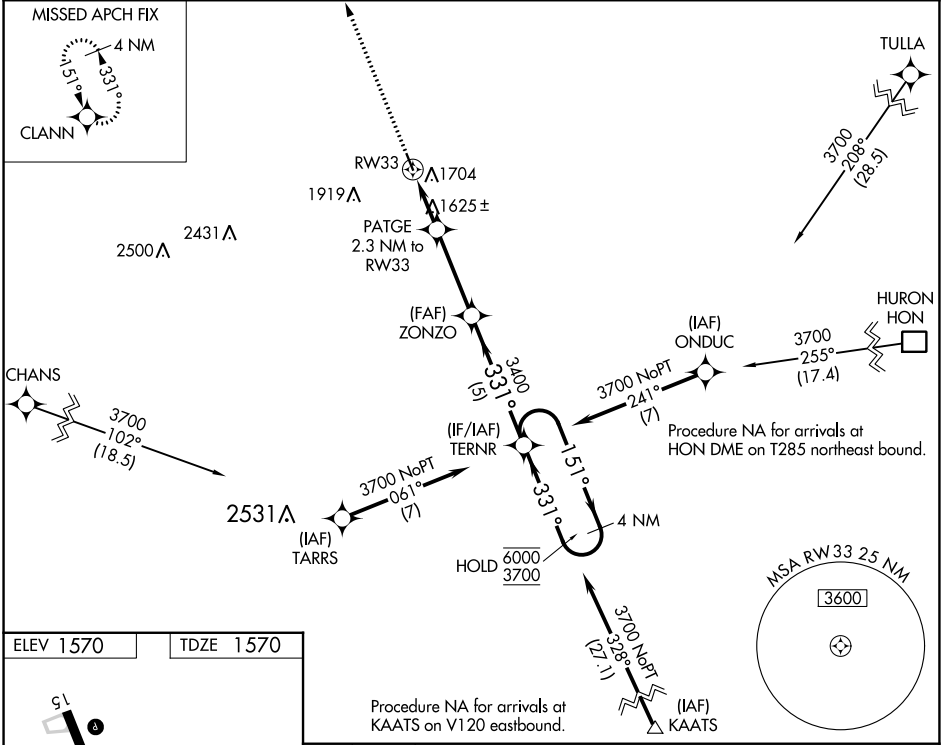 MISSED APCH FIX
4 NM
151°
331°
CLANN
TULLA
3700
208°
(28.5)
RW33
1704
1919
1625 ±
PATGE
2.3 NM to
RW33
2431
2500
(FAF)
ZONZO
HURON
HON
(IAF)
ONDUC
3700
255°
(17.4)
3400
331°
(5)
3700 NoPT
241°
(7)
CHANS
3700
102°
(18.5)
(IF/IAF)
TERNR
Procedure NA for arrivals at
HON DME on T285 northeast bound.
151°
331°
3700 NoPT
061°
(7)
2531
(IAF)
TARRS
4 NM
HOLD 6000
3700
MSA RW33 25 NM
3600
3700 NoPT
328°
(27.1)
ELEV 1570
TDZE 1570
(IAF)
KAATS
Procedure NA for arrivals at
KAATS on V120 eastbound.
15
P